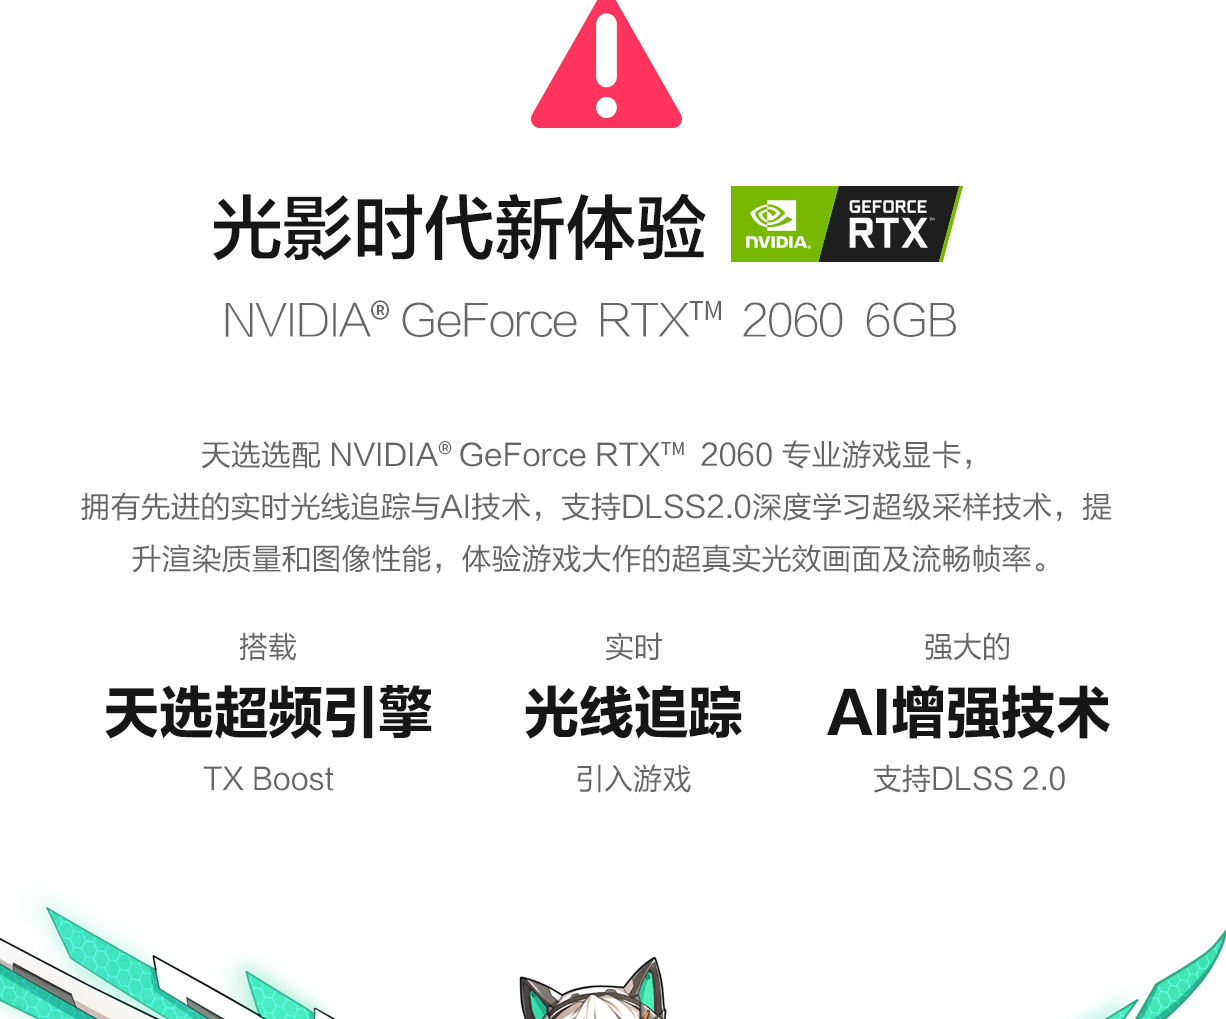 光影时代新体验
NVIDIA. GEFORCE RTX™
NVIDIA® GeForce RTX™ 2060 6GB
天选选配 NVIDIA® GeForce RTX™ 2060 专业游戏显卡，
拥有先进的实时光线追踪与AI技术，支持DLSS2.0深度学习超级采样技术，提
升渲染质量和图像性能，体验游戏大作的超真实光效画面及流畅帧率。
搭载
天选超频引擎
TX Boost
实时
光线追踪
引入游戏
强大的
AI增强技术
支持DLSS 2.0